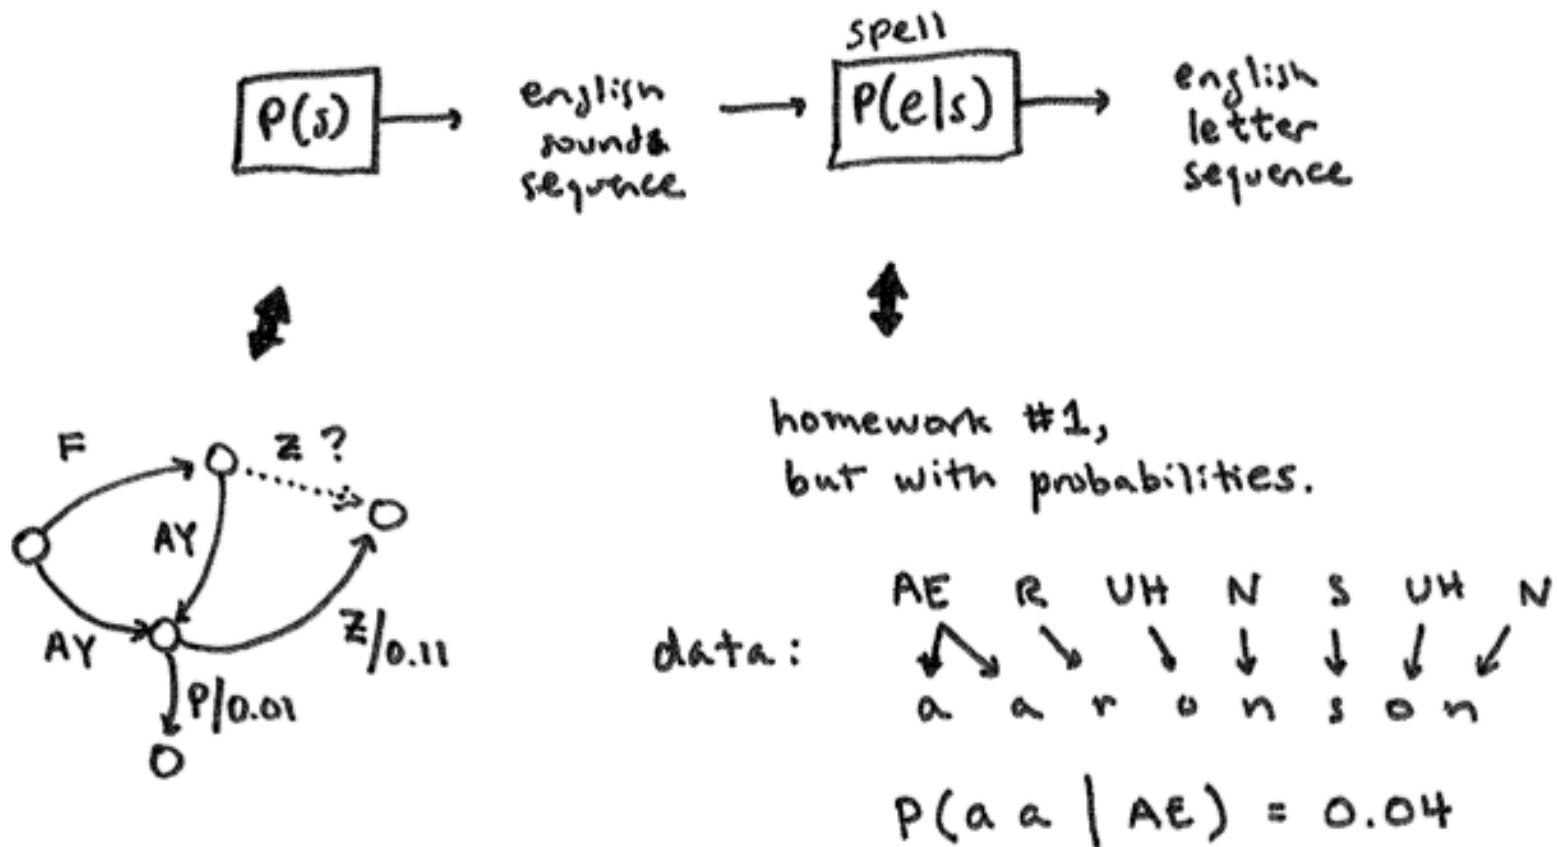 spell
P(s)
english
sounds
sequence
P(e|s)
english
letter
sequence
F
Z ?
AY
AY
Z/0.11
P/0.01
homework #1,
but with probabilities.
data:
AE R UH N S UH N
a a r o n s o n
P(a a | AE) = 0.04